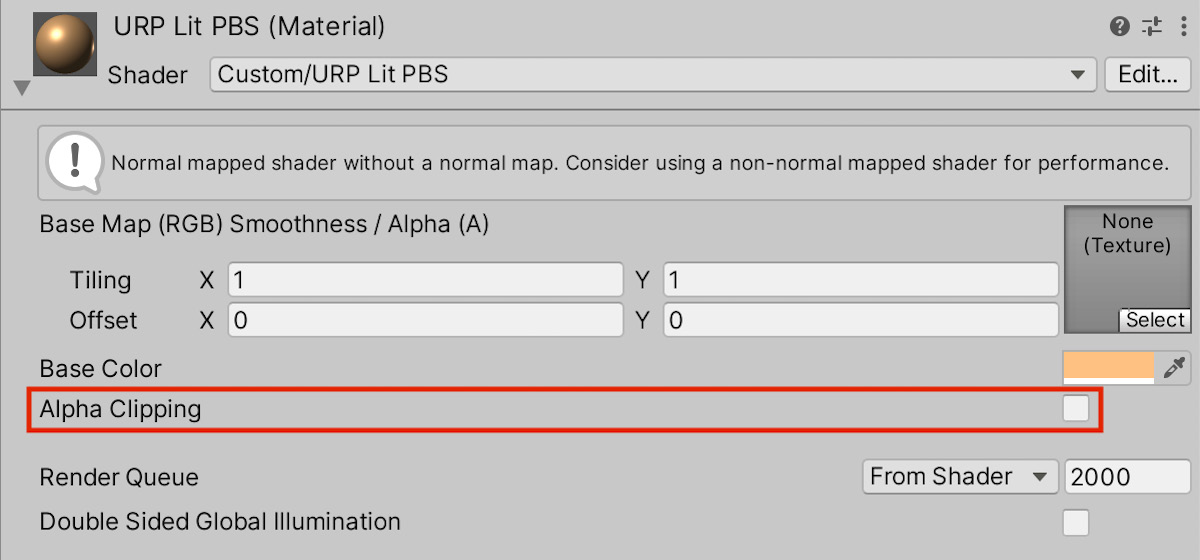 URP Lit PBS (Material)
Shader Custom/URP Lit PBS Edit...
Normal mapped shader without a normal map. Consider using a non-normal mapped shader for performance.
Base Map (RGB) Smoothness / Alpha (A)
None
(Texture)
Tiling X 1 Y 1
Offset X 0 Y 0
Select
Base Color
Alpha Clipping
Render Queue From Shader 2000
Double Sided Global Illumination